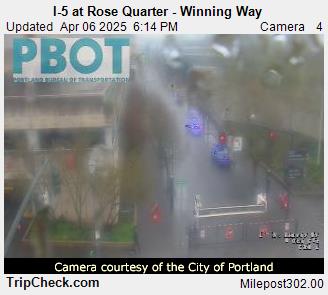 I-5 at Rose Quarter - Winning Way
Updated Apr 06 2025 6:14 PM Camera 4
PBOT
PORTLAND BUREAU OF TRANSPORTATION
Camera courtesy of the City of Portland
TripCheck.com Milepost302.00